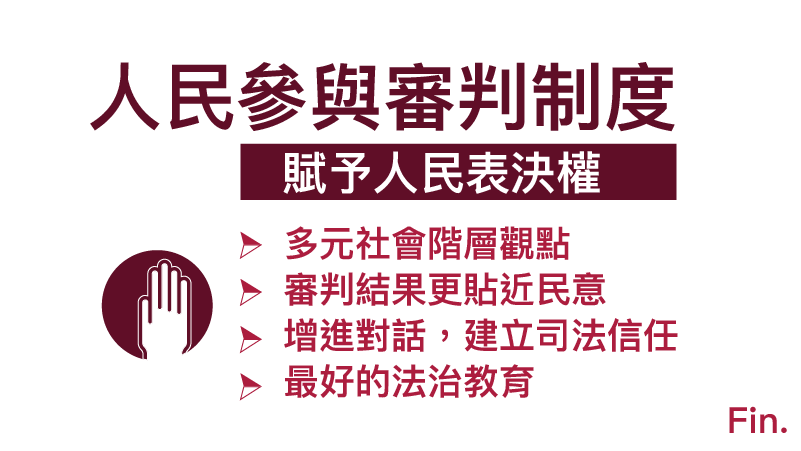 人民參與審判制度
賦予人民表決權
多元社會階層觀點
審判結果更貼近民意
增進對話，建立司法信任
最好的法治教育
Fin.